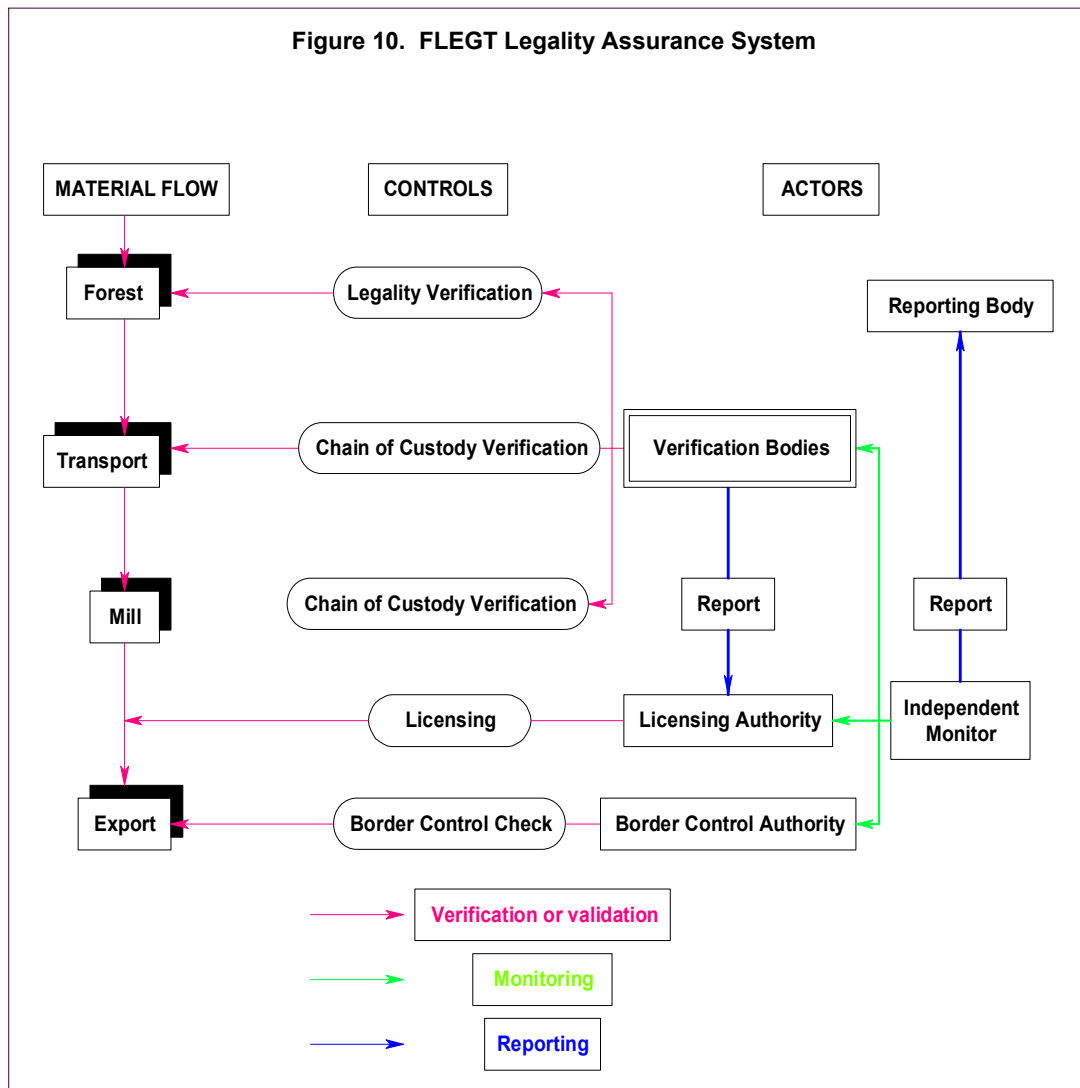 Figure 10.  FLEGT Legality Assurance System
MATERIAL FLOW
CONTROLS
ACTORS
Forest
Legality Verification
Reporting Body
Transport
Chain of Custody Verification
Verification Bodies
Mill
Chain of Custody Verification
Report
Report
Licensing
Licensing Authority
Independent
Monitor
Export
Border Control Check
Border Control Authority
Verification or validation
Monitoring
Reporting